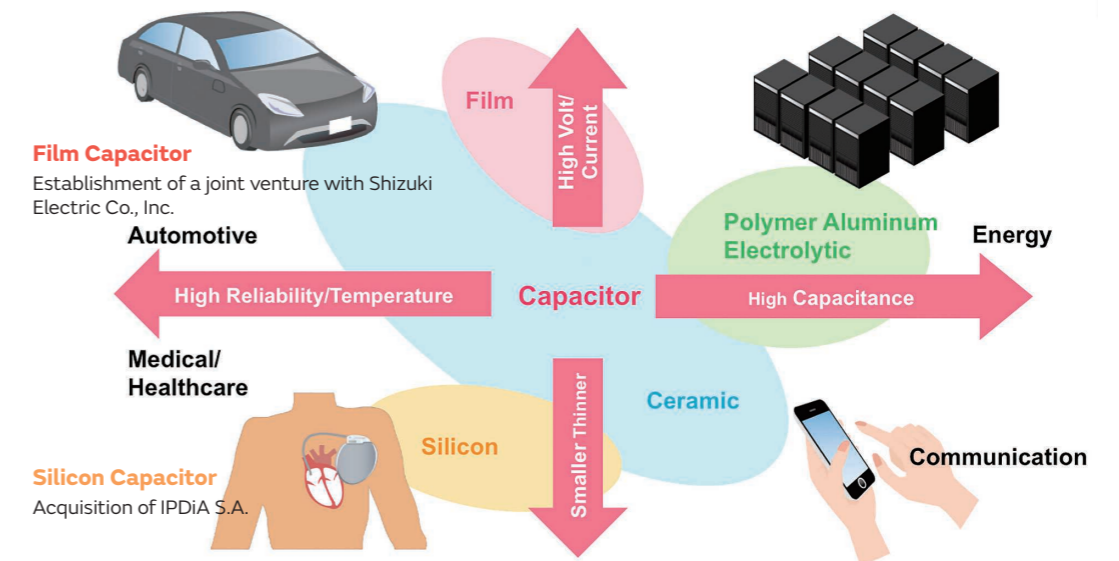 Film
High Volt/
Current
Film Capacitor
Establishment of a joint venture with Shizuki
Electric Co., Inc.
Automotive
Polymer Aluminum
Electrolytic
Energy
High Reliability/Temperature
Capacitor
High Capacitance
Medical/
Healthcare
Smaller Thinner
Ceramic
Silicon
Communication
Silicon Capacitor
Acquisition of IPDiA S.A.